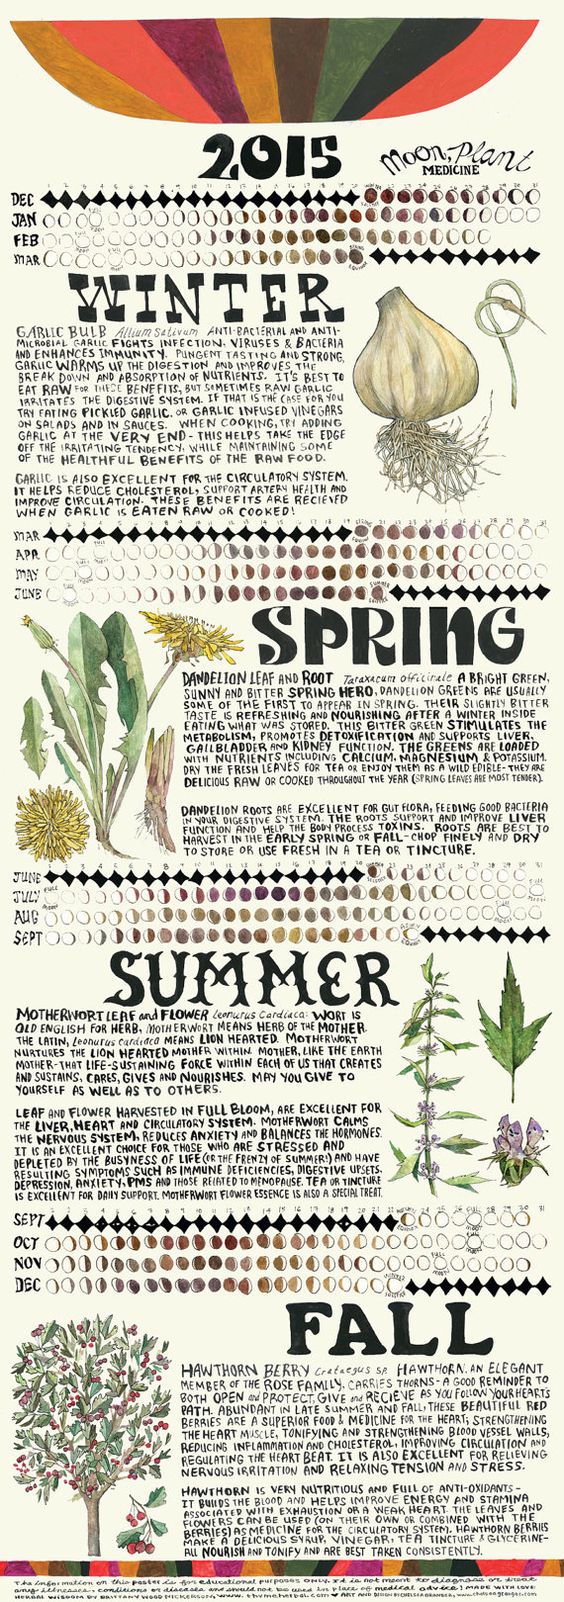 2015
Moon, Plant
MEDICINE
DEC
JAN
FEB
MAR
WINTER
GARLIC BULB Allium Sativum ANTI-BACTERIAL AND ANTI-
MICROBIAL GARLIC FIGHTS INFECTION, VIRUSES & BACTERIA
AND ENHANCES IMMUNITY. PUNGENT TASTING AND STRONG,
GARLIC WARMS UP THE DIGESTION AND IMPROVES THE
BREAK DOWN AND ABSORPTION OF NUTRIENTS. IT'S BEST TO
EAT RAW FOR THESE BENEFITS, BUT SOMETIMES RAW GARLIC
IRRITATES THE DIGESTIVE SYSTEM. IF THAT IS THE CASE FOR YOU
TRY EATING PICKLED GARLIC, OR GARLIC INFUSED VINEGARS
ON SALADS AND IN SAUCES. WHEN COOKING, TRY ADDING
GARLIC AT THE VERY END - THIS HELPS TAKE THE EDGE
OFF THE IRRITATING TENDENCY, WHILE MAINTAINING SOME
OF THE HEALTHFUL BENEFITS OF THE RAW FOOD.
GARLIC IS ALSO EXCELLENT FOR THE CIRCULATORY SYSTEM.
IT HELPS REDUCE CHOLESTEROL, SUPPORT ARTERY HEALTH AND
IMPROVE CIRCULATION. THESE BENEFITS ARE RECIEVED
WHEN GARLIC IS EATEN RAW OR COOKED!
MAR
APR
MAY
JUNE
SPRING
DANDELION LEAF AND ROOT Taraxacum officinale A BRIGHT GREEN,
SUNNY AND BITTER SPRING HERO, DANDELION GREENS ARE USUALLY
SOME OF THE FIRST TO APPEAR IN SPRING. THEIR SLIGHTLY BITTER
TASTE IS REFRESHING AND NOURISHING AFTER A WINTER INSIDE
EATING WHAT WAS STORED. THIS BITTER GREEN STIMULATES THE
METABOLISM, PROMOTES DETOXIFICATION AND SUPPORTS LIVER,
GALLBLADDER AND KIDNEY FUNCTION. THE GREENS ARE LOADED
WITH NUTRIENTS INCLUDING CALCIUM, MAGNESIUM & POTASSIUM.
DRY THE FRESH LEAVES FOR TEA OR ENJOY THEM AS A WILD EDIBLE - THEY ARE
DELICIOUS RAW OR COOKED THROUGHOUT THE YEAR (SPRING LEAVES ARE MOST TENDER).
DANDELION ROOTS ARE EXCELLENT FOR GUT FLORA, FEEDING GOOD BACTERIA
IN YOUR DIGESTIVE SYSTEM. THE ROOTS SUPPORT AND IMPROVE LIVER
FUNCTION AND HELP THE BODY PROCESS TOXINS. ROOTS ARE BEST TO
HARVEST IN THE EARLY SPRING OR FALL - CHOP FINELY AND DRY
TO STORE OR USE FRESH IN A TEA OR TINCTURE.
JUNE
JULY
AUG
SEPT
SUMMER
MOTHERWORT LEAF and FLOWER Leonurus Cardiaca: WORT IS
OLD ENGLISH FOR HERB, MOTHERWORT MEANS HERB OF THE MOTHER.
THE LATIN, Leonurus cardiaca MEANS LION HEARTED. MOTHERWORT
NURTURES THE LION HEARTED MOTHER WITHIN. MOTHER, LIKE THE EARTH
MOTHER - THAT LIFE-SUSTAINING FORCE WITHIN EACH OF US THAT CREATES
AND SUSTAINS, CARES, GIVES AND NOURISHES. MAY YOU GIVE TO
YOURSELF AS WELL AS TO OTHERS.
LEAF AND FLOWER HARVESTED IN FULL BLOOM, ARE EXCELLENT FOR
THE LIVER, HEART AND CIRCULATORY SYSTEM. MOTHERWORT CALMS
THE NERVOUS SYSTEM, REDUCES ANXIETY AND BALANCES THE HORMONES.
IT IS AN EXCELLENT CHOICE FOR THOSE WHO ARE STRESSED AND
DEPLETED BY THE BUSYNESS OF LIFE (OR THE FRENZY OF SUMMER!) AND HAVE
RESULTING SYMPTOMS SUCH AS IMMUNE DEFICIENCIES, DIGESTIVE UPSETS,
DEPRESSION, ANXIETY, PMS AND THOSE RELATED TO MENOPAUSE. TEA OR TINCTURE
IS EXCELLENT FOR DAILY SUPPORT. MOTHERWORT FLOWER ESSENCE IS ALSO A SPECIAL TREAT.
SEPT
OCT
NOV
DEC
FALL
HAWTHORN BERRY Crataegus sp. HAWTHORN, AN ELEGANT
MEMBER OF THE ROSE FAMILY, CARRIES THORNS - A GOOD REMINDER TO
BOTH OPEN and PROTECT, GIVE and RECIEVE AS YOU FOLLOW YOUR HEART'S
PATH. ABUNDANT IN LATE SUMMER AND FALL, THESE BEAUTIFUL RED
BERRIES ARE A SUPERIOR FOOD & MEDICINE FOR THE HEART; STRENGTHENING
THE HEART MUSCLE, TONIFYING AND STRENGTHENING BLOOD VESSEL WALLS,
REDUCING INFLAMMATION AND CHOLESTEROL, IMPROVING CIRCULATION AND
REGULATING THE HEART BEAT. IT IS ALSO EXCELLENT FOR RELIEVING
NERVOUS IRRITATION AND RELAXING TENSION AND STRESS.
HAWTHORN IS VERY NUTRITIOUS AND FULL OF ANTI-OXIDANTS -
IT BUILDS THE BLOOD AND HELPS IMPROVE ENERGY AND STAMINA
ASSOCIATED WITH EXHAUSTION OR A WEAK HEART. THE LEAVES AND
FLOWERS CAN BE USED (ON THEIR OWN OR COMBINED WITH THE
BERRIES) AS MEDICINE FOR THE CIRCULATORY SYSTEM. HAWTHORN BERRIES
MAKE A DELICIOUS SYRUP, VINEGAR, TEA TINCTURE / GLYCERINE -
ALL NOURISH AND TONIFY AND ARE BEST TAKEN CONSISTENTLY.
The information on this poster is for educational purposes ONLY. It is not meant to diagnose or treat
any illnesses, conditions or diseases and should not be used in place of medical advice! MADE WITH LOVE
HERBAL WISDOM BY BRITTANY WOOD NICKERSON, www.thymeherbal.com ART AND DESIGN BY CHELSEA GRANGER, www.chelseagranger.com